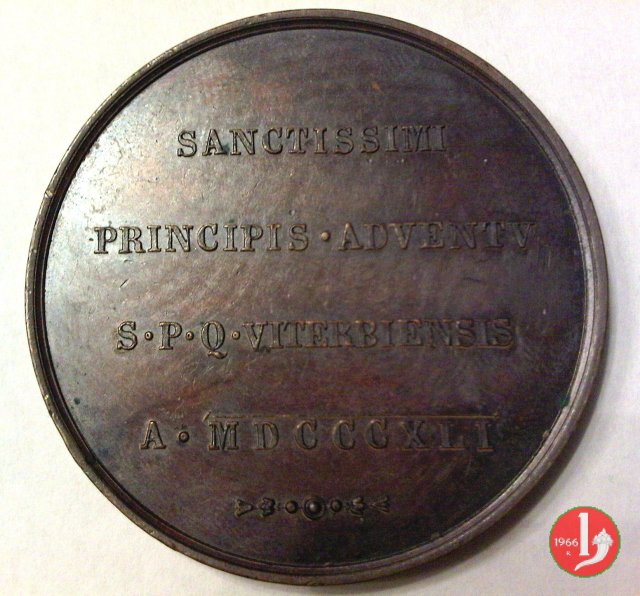 SANCTISSIMI
PRINCIPIS · ADVENTV
S · P · Q · VITERBIENSIS
A · MDCCCXLI
1966